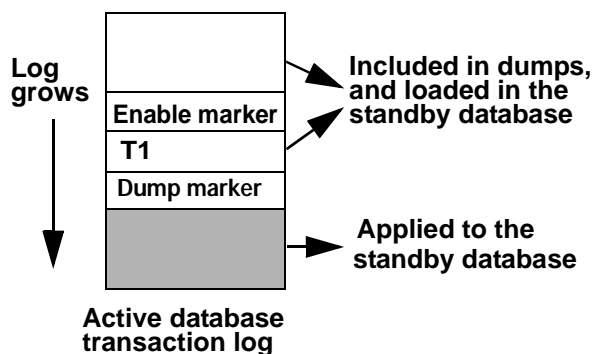 Log
grows
Enable marker
T1
Dump marker
Included in dumps,
and loaded in the
standby database
Applied to the
standby database
Active database
transaction log